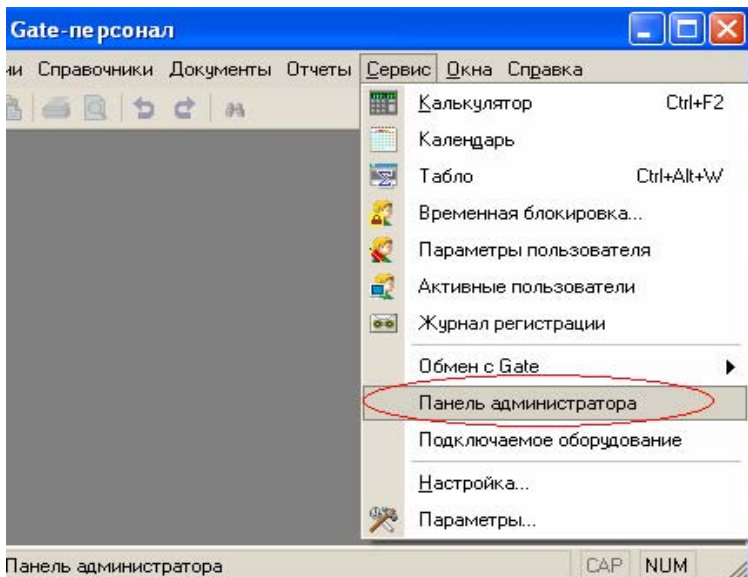 Gate-персонал
ии Справочники Документы Отчеты Сервис Окна Справка
Калькулятор Ctrl+F2
Календарь
Табло Ctrl+Alt+W
Временная блокировка...
Параметры пользователя
Активные пользователи
Журнал регистрации
Обмен с Gate
Панель администратора
Подключаемое оборудование
Настройка...
Параметры...
Панель администратора CAP NUM